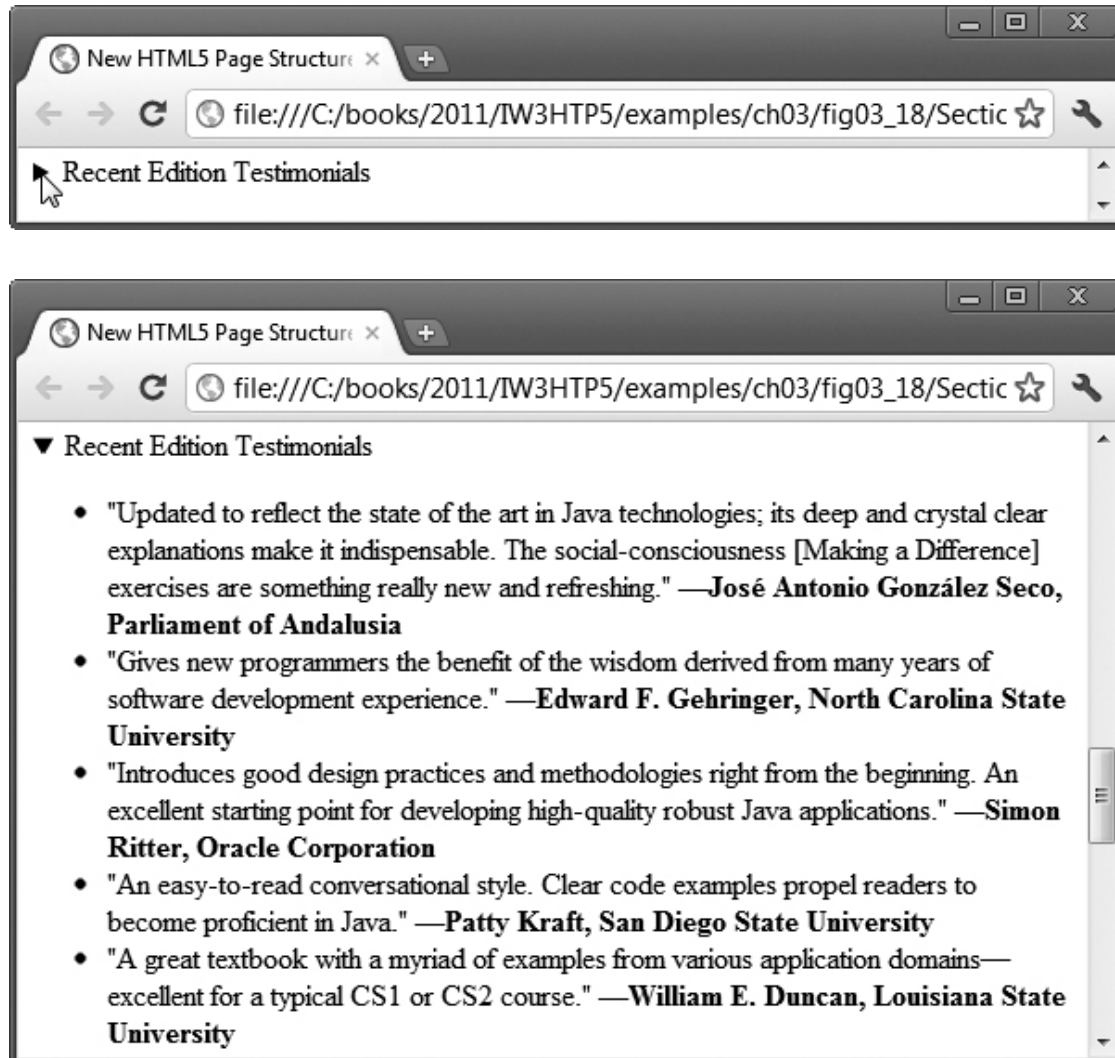 New HTML5 Page Structure
file:///C:/books/2011/IW3HTP5/examples/ch03/fig03_18/Sectic
Recent Edition Testimonials
New HTML5 Page Structure
file:///C:/books/2011/IW3HTP5/examples/ch03/fig03_18/Sectic
Recent Edition Testimonials
• "Updated to reflect the state of the art in Java technologies; its deep and crystal clear
explanations make it indispensable. The social-consciousness [Making a Difference]
exercises are something really new and refreshing." —José Antonio González Seco,
Parliament of Andalusia
• "Gives new programmers the benefit of the wisdom derived from many years of
software development experience." —Edward F. Gehringer, North Carolina State
University
• "Introduces good design practices and methodologies right from the beginning. An
excellent starting point for developing high-quality robust Java applications." —Simon
Ritter, Oracle Corporation
• "An easy-to-read conversational style. Clear code examples propel readers to
become proficient in Java." —Patty Kraft, San Diego State University
• "A great textbook with a myriad of examples from various application domains—
excellent for a typical CS1 or CS2 course." —William E. Duncan, Louisiana State
University